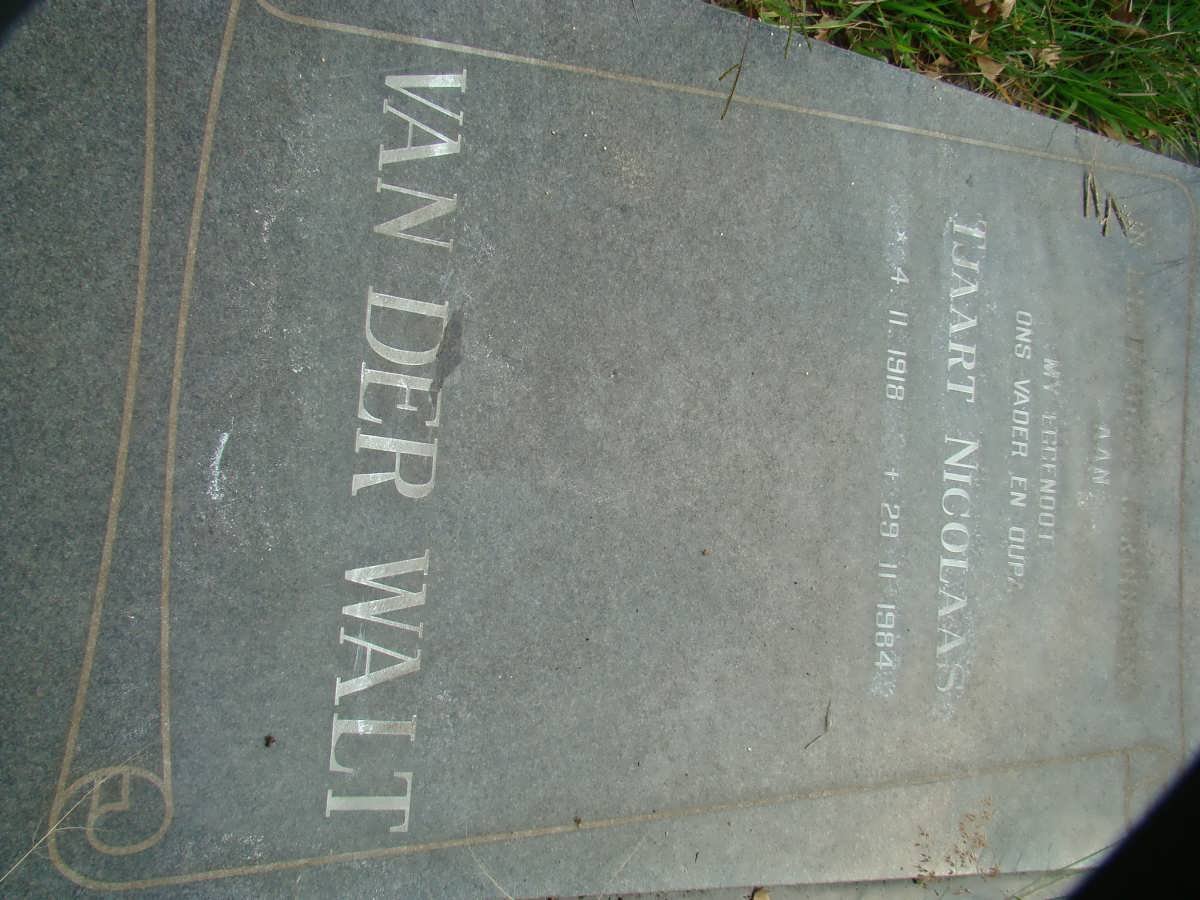 AAN
MY EGGENOOT
ONS VADER EN OUPA
TJAART NICOLAAS
* 4 11 1918 + 29 11 1984
VAN DER WALT